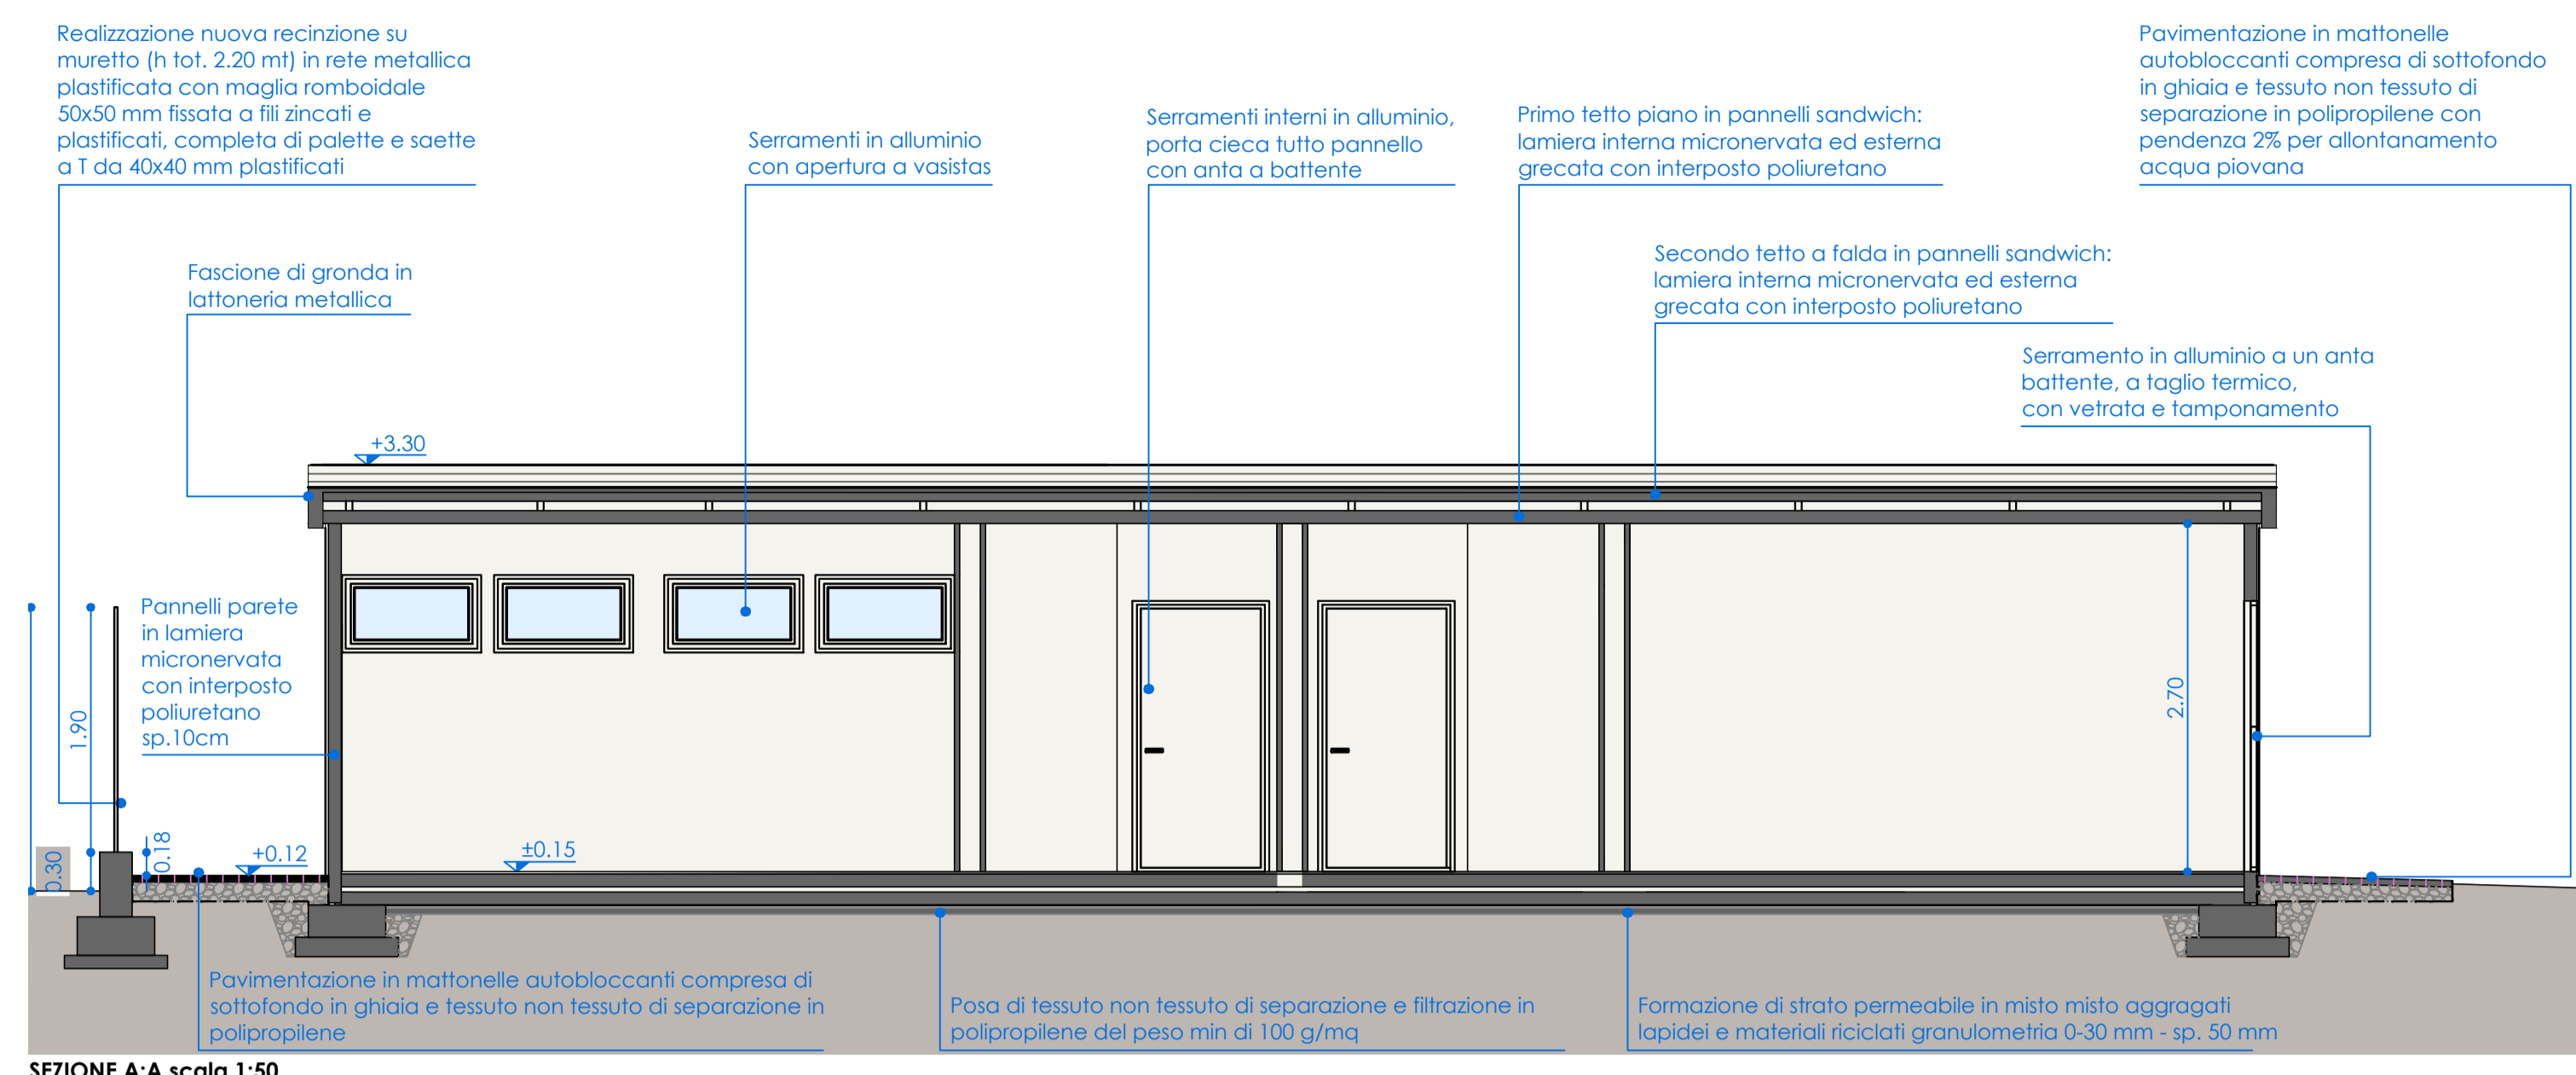 Realizzazione nuova recinzione su
muretto (h tot. 2.20 mt) in rete metallica
plastificata con maglia romboidale
50x50 mm fissata a fili zincati e
plastificati, completa di palette e saette
a T da 40x40 mm plastificati
Serramenti in alluminio
con apertura a vasistas
Serramenti interni in alluminio,
porta cieca tutto pannello
con anta a battente
Primo tetto piano in pannelli sandwich:
lamiera interna micronervata ed esterna
grecata con interposto poliuretano
Pavimentazione in mattonelle
autobloccanti compresa di sottofondo
in ghiaia e tessuto non tessuto di
separazione in polipropilene con
pendenza 2% per allontanamento
acqua piovana
Fascione di gronda in
lattoneria metallica
Secondo tetto a falda in pannelli sandwich:
lamiera interna micronervata ed esterna
grecata con interposto poliuretano
Serramento in alluminio a un anta
battente, a taglio termico,
con vetrata e tamponamento
+3.30
Pannelli parete
in lamiera
micronervata
con interposto
poliuretano
sp.10cm
1.90
2.70
0.30
0.18
+0.12
±0.15
Pavimentazione in mattonelle autobloccanti compresa di
sottofondo in ghiaia e tessuto non tessuto di separazione in
polipropilene
Posa di tessuto non tessuto di separazione e filtrazione in
polipropilene del peso min di 100 g/mq
Formazione di strato permeabile in misto misto aggragati
lapidei e materiali riciclati granulometria 0-30 mm - sp. 50 mm
SEZIONE A:A scala 1:50